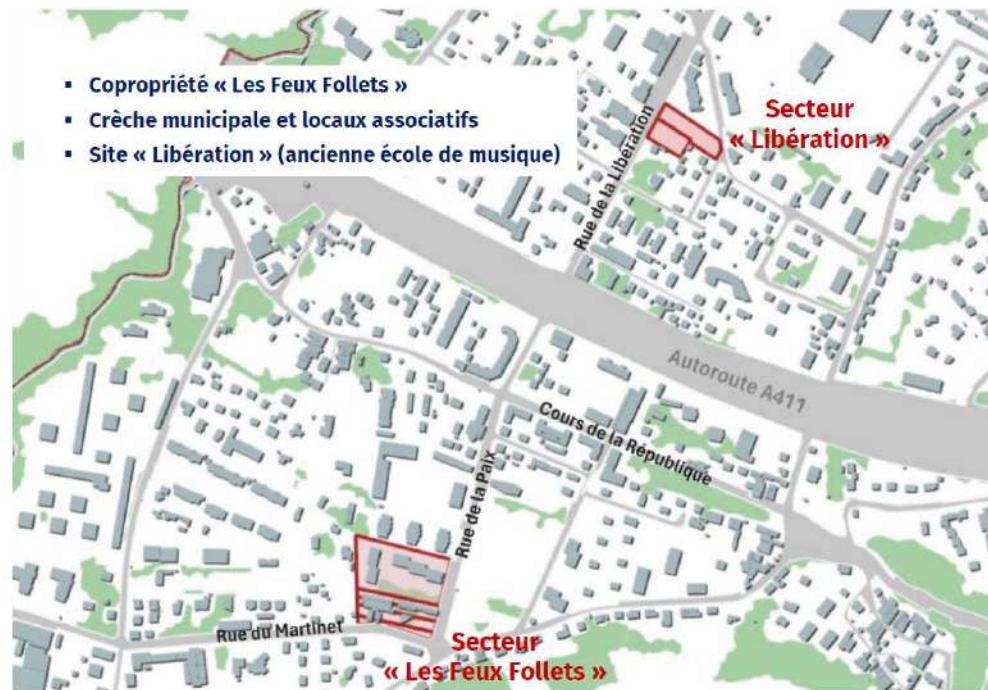 ▪ Copropriété « Les Feux Follets »
▪ Crèche municipale et locaux associatifs
▪ Site « Libération » (ancienne école de musique)
Secteur
« Libération »
Rue de la Libération
Autoroute A411
Cours de la République
Rue de la Paix
Rue du Martinet
Secteur
« Les Feux Follets »